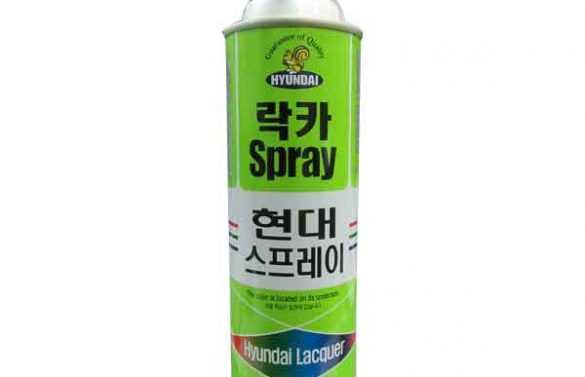 Guarantee of Quality
HYUNDAI
락카
Spray
현대
스프레이
The color is located on its underside.
Hyundai Lacquer